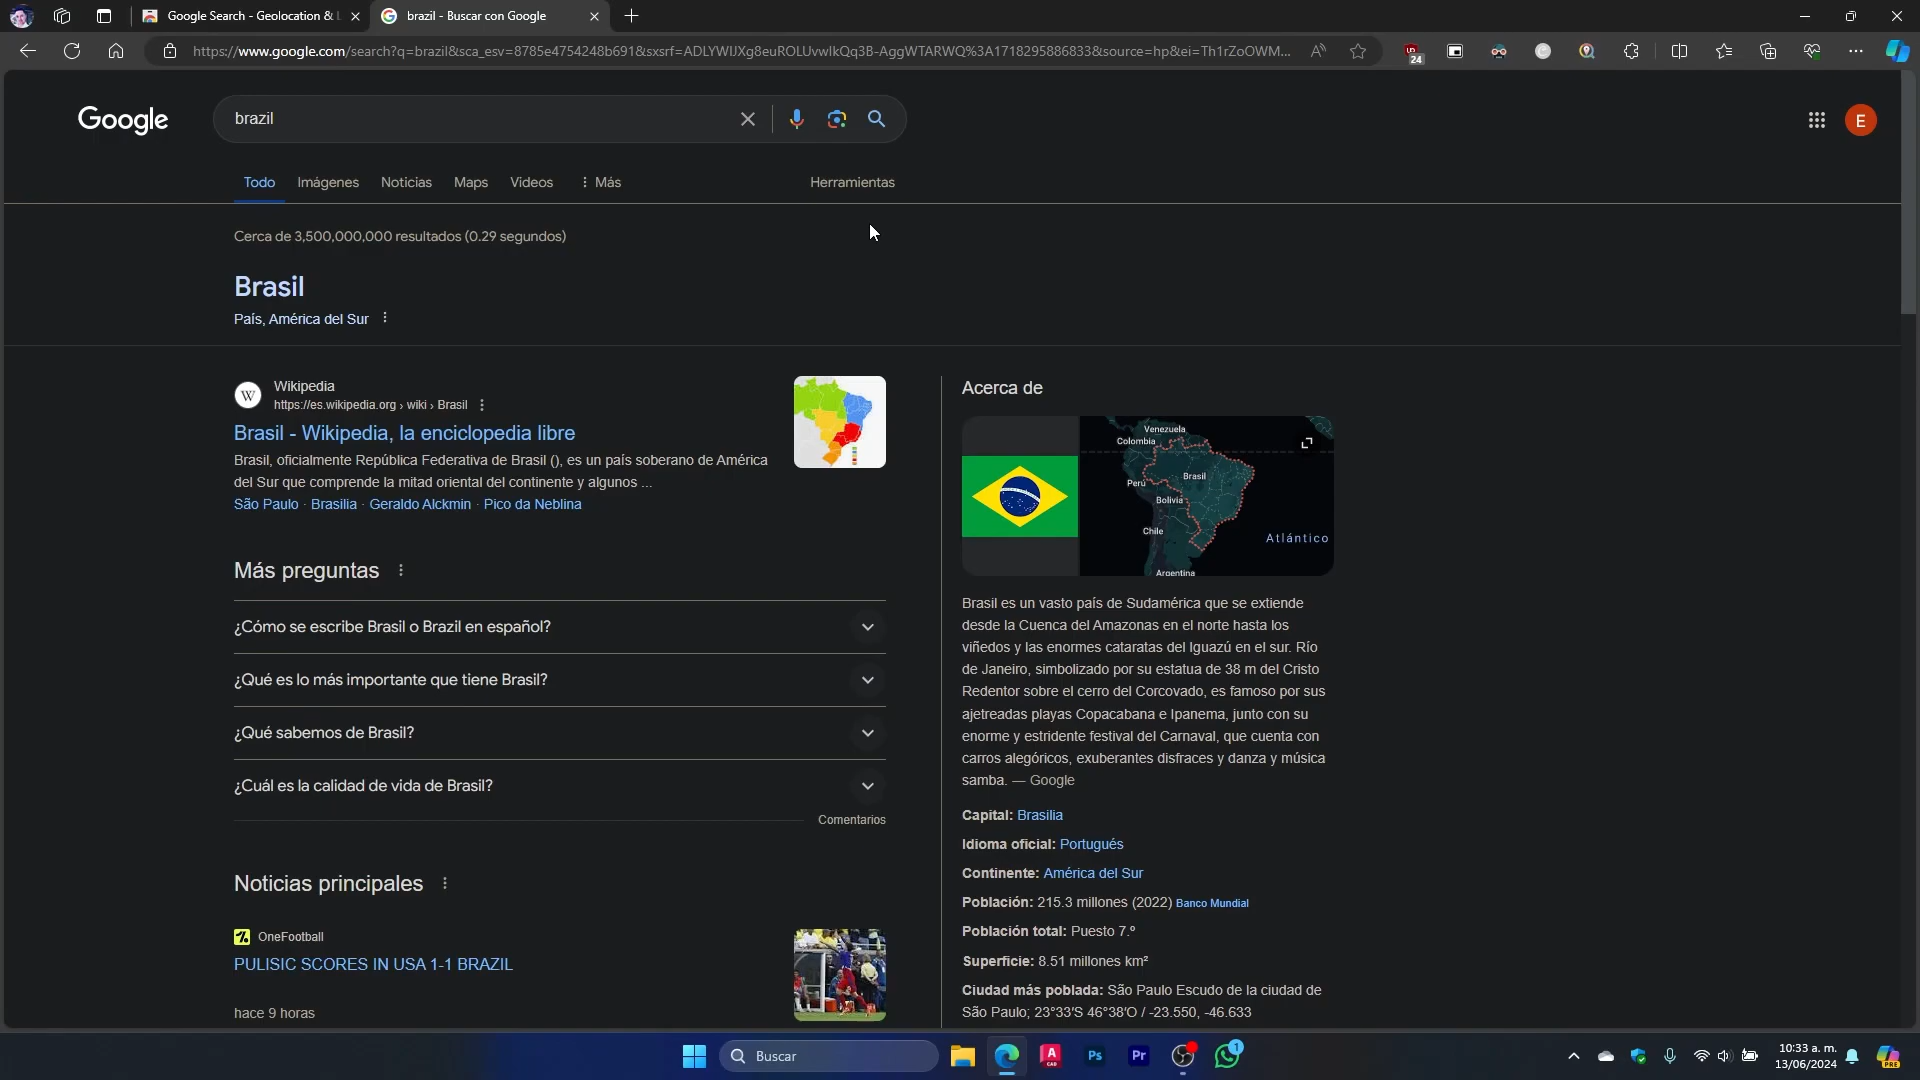 Google Search - Geolocation &
brazil - Buscar con Google
https://www.google.com/search?q=brazil&sca_esv=8785e4754248b691&sxsrf=ADLYWIJXg8euROLUvwlkQq3B-AggWTARWQ%3A1718295886833&source=hp&ei=Th1rZoOWM...
24
Google
brazil
E
Todo
Imágenes
Noticias
Maps
Videos
Más
Herramientas
Cerca de 3,500,000,000 resultados (0.29 segundos)
Brasil
País, América del Sur
W
Wikipedia
https://es.wikipedia.org › wiki › Brasil
Brasil - Wikipedia, la enciclopedia libre
Brasil, oficialmente República Federativa de Brasil (), es un país soberano de América
del Sur que comprende la mitad oriental del continente y algunos ...
São Paulo · Brasilia · Geraldo Alckmin · Pico da Neblina
Más preguntas
¿Cómo se escribe Brasil o Brazil en español?
¿Qué es lo más importante que tiene Brasil?
¿Qué sabemos de Brasil?
¿Cuál es la calidad de vida de Brasil?
Comentarios
Noticias principales
OneFootball
PULISIC SCORES IN USA 1-1 BRAZIL
hace 9 horas
Acerca de
Venezuela
Colombia
Brasil
Perú
Bolivia
Chile
Atlántico
Argentina
Brasil es un vasto país de Sudamérica que se extiende
desde la Cuenca del Amazonas en el norte hasta los
viñedos y las enormes cataratas del Iguazú en el sur. Río
de Janeiro, simbolizado por su estatua de 38 m del Cristo
Redentor sobre el cerro del Corcovado, es famoso por sus
ajetreadas playas Copacabana e Ipanema, junto con su
enorme y estridente festival del Carnaval, que cuenta con
carros alegóricos, exuberantes disfraces y danza y música
samba. — Google
Capital: Brasilia
Idioma oficial: Portugués
Continente: América del Sur
Población: 215.3 millones (2022) Banco Mundial
Población total: Puesto 7.º
Superficie: 8.51 millones km²
Ciudad más poblada: São Paulo Escudo de la ciudad de
São Paulo; 23°33′S 46°38′O / -23.550, -46.633
Buscar
A
CAD
Ps
Pr
1
10:33 a. m.
13/06/2024
PRE